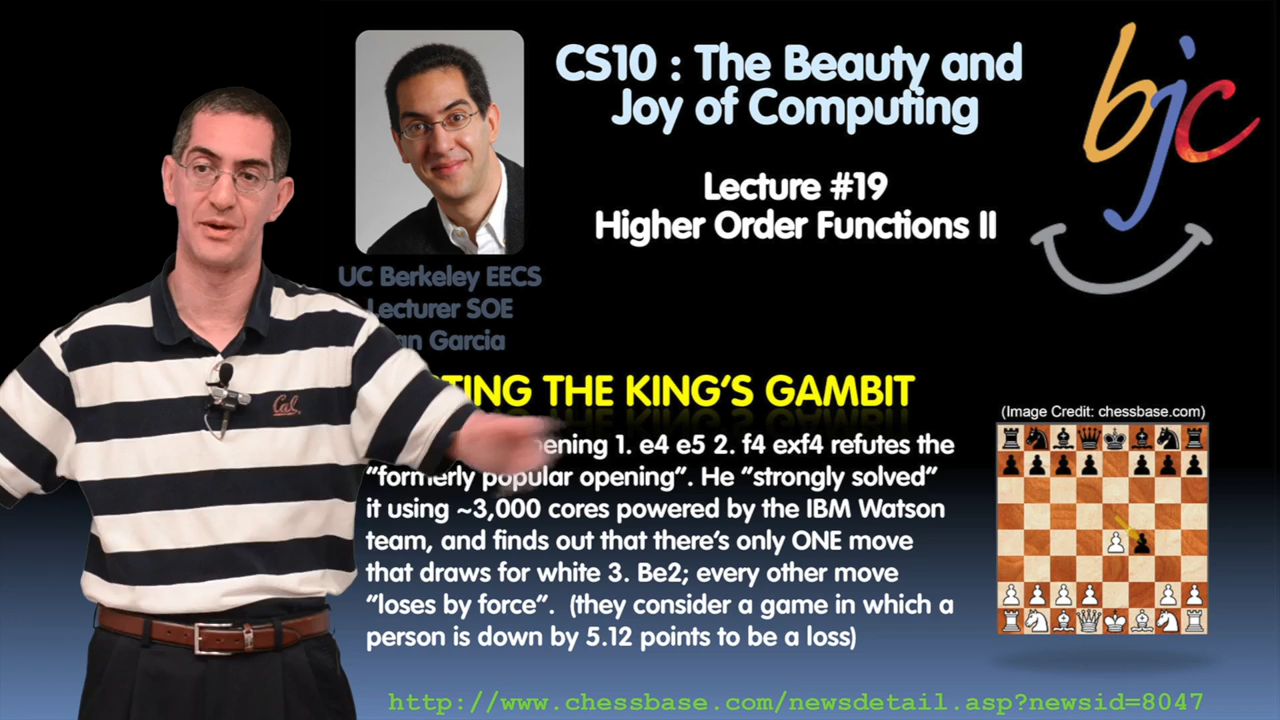 CS10 : The Beauty and
Joy of Computing
bjc
Lecture #19
Higher Order Functions II
UC Berkeley EECS
Lecturer SOE
Garcia
THE KING'S GAMBIT
(Image Credit: chessbase.com)
1. e4 e5 2. f4 exf4 refutes the
"formerly popular opening". He "strongly solved"
it using ~3,000 cores powered by the IBM Watson
team, and finds out that there's only ONE move
that draws for white 3. Be2; every other move
"loses by force". (they consider a game in which a
person is down by 5.12 points to be a loss)
Cal
http://www.chessbase.com/newsdetail.asp?newsid=8047